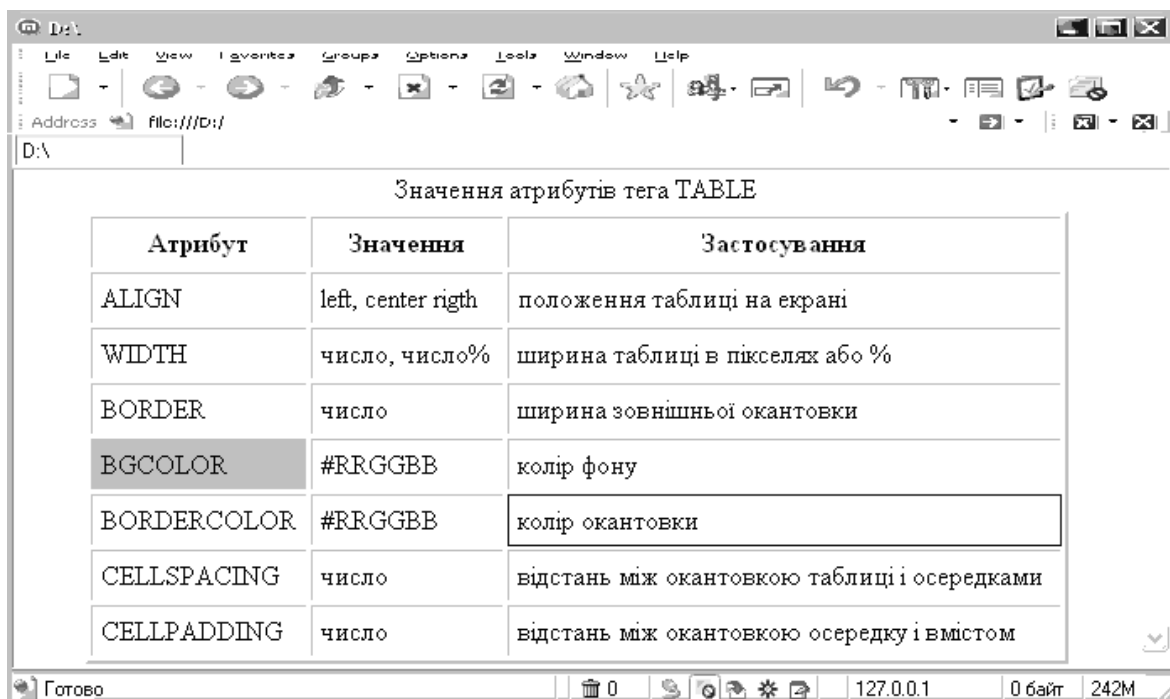 D:\
File Edit View Favorites Groups Options Tools Window Help
Address file:///D:/
D:\
Значення атрибутів тега TABLE
Атрибут Значення Застосування
ALIGN left, center rigth положення таблиці на екрані
WIDTH число, число% ширина таблиці в пікселях або %
BORDER число ширина зовнішньої окантовки
BGCOLOR #RRGGBB колір фону
BORDERCOLOR #RRGGBB колір окантовки
CELLSPACING число відстань між окантовкою таблиці і осередками
CELLPADDING число відстань між окантовкою осередку і вмістом
Готово 0 127.0.0.1 0 байт 242M